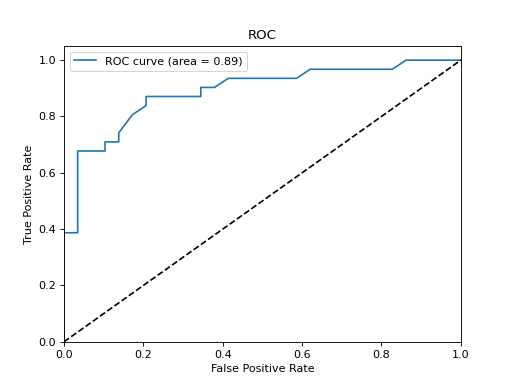 ROC
ROC curve (area = 0.89)
1.0
0.8
0.6
0.4
0.2
0.0
True Positive Rate
0.0 0.2 0.4 0.6 0.8 1.0
False Positive Rate